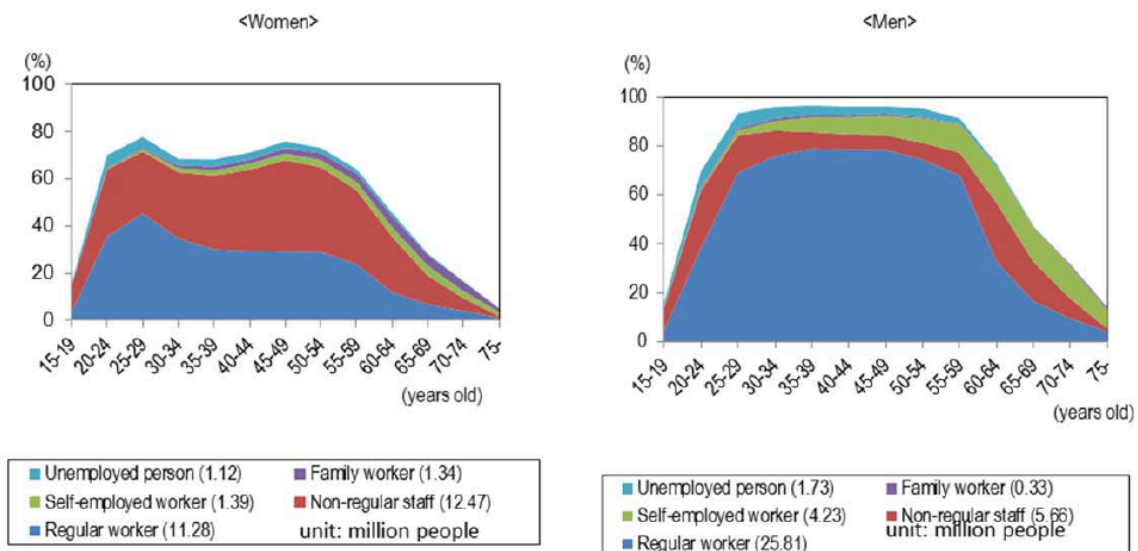 <Women>
(%)
100
80
60
40
20
0
15-19
20-24
25-29
30-34
35-39
40-44
45-49
50-54
55-59
60-64
65-69
70-74
75-
(years old)
Unemployed person (1.12)
Family worker (1.34)
Self-employed worker (1.39)
Non-regular staff (12.47)
Regular worker (11.28)
unit: million people
<Men>
(%)
100
80
60
40
20
0
15-19
20-24
25-29
30-34
35-39
40-44
45-49
50-54
55-59
60-64
65-69
70-74
75-
(years old)
Unemployed person (1.73)
Family worker (0.33)
Self-employed worker (4.23)
Non-regular staff (5.66)
Regular worker (25.81)
unit: million people